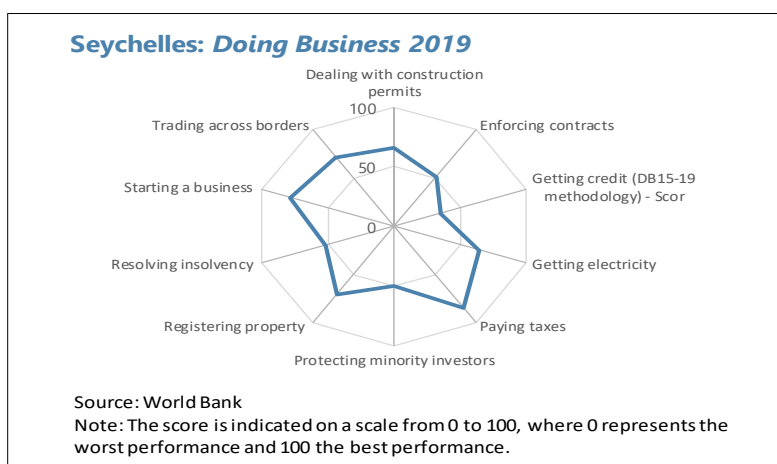 Seychelles: Doing Business 2019
Dealing with construction
permits
100
Trading across borders
Enforcing contracts
50
Starting a business
Getting credit (DB15-19
methodology) - Scor
0
Resolving insolvency
Getting electricity
Registering property
Paying taxes
Protecting minority investors
Source: World Bank
Note: The score is indicated on a scale from 0 to 100, where 0 represents the
worst performance and 100 the best performance.